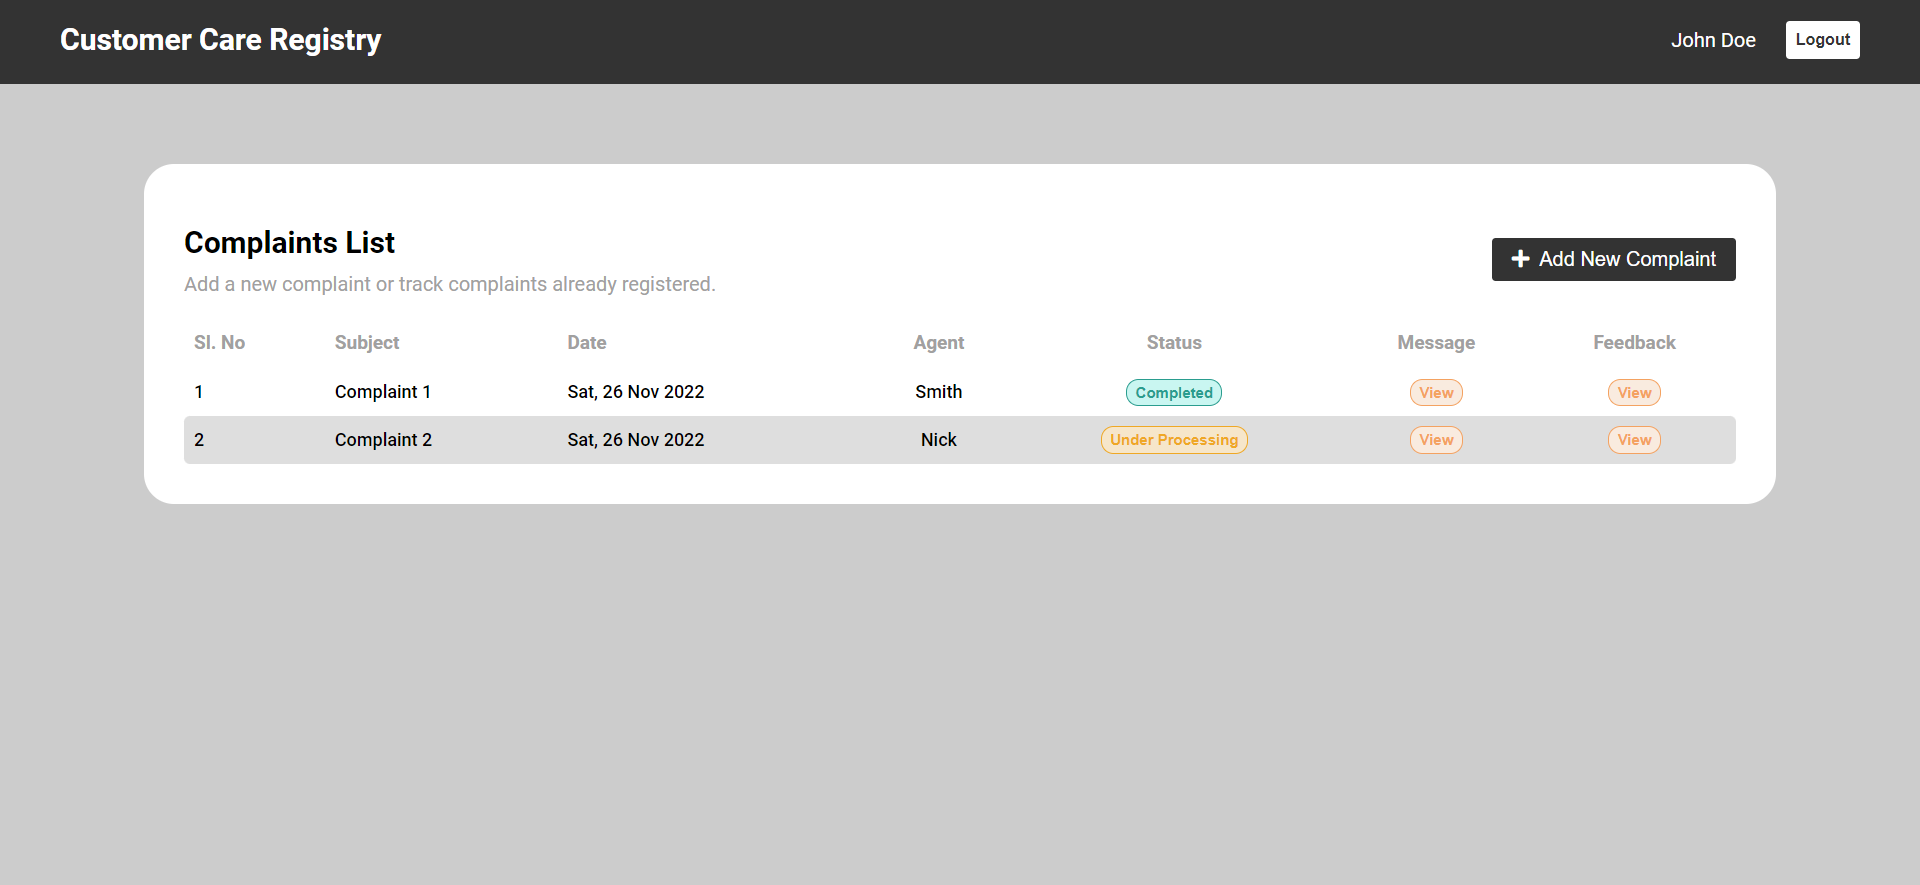 Customer Care Registry John Doe Logout
Complaints List
Add New Complaint
Add a new complaint or track complaints already registered.
Sl. No Subject Date Agent Status Message Feedback
1 Complaint 1 Sat, 26 Nov 2022 Smith Completed View View
2 Complaint 2 Sat, 26 Nov 2022 Nick Under Processing View View